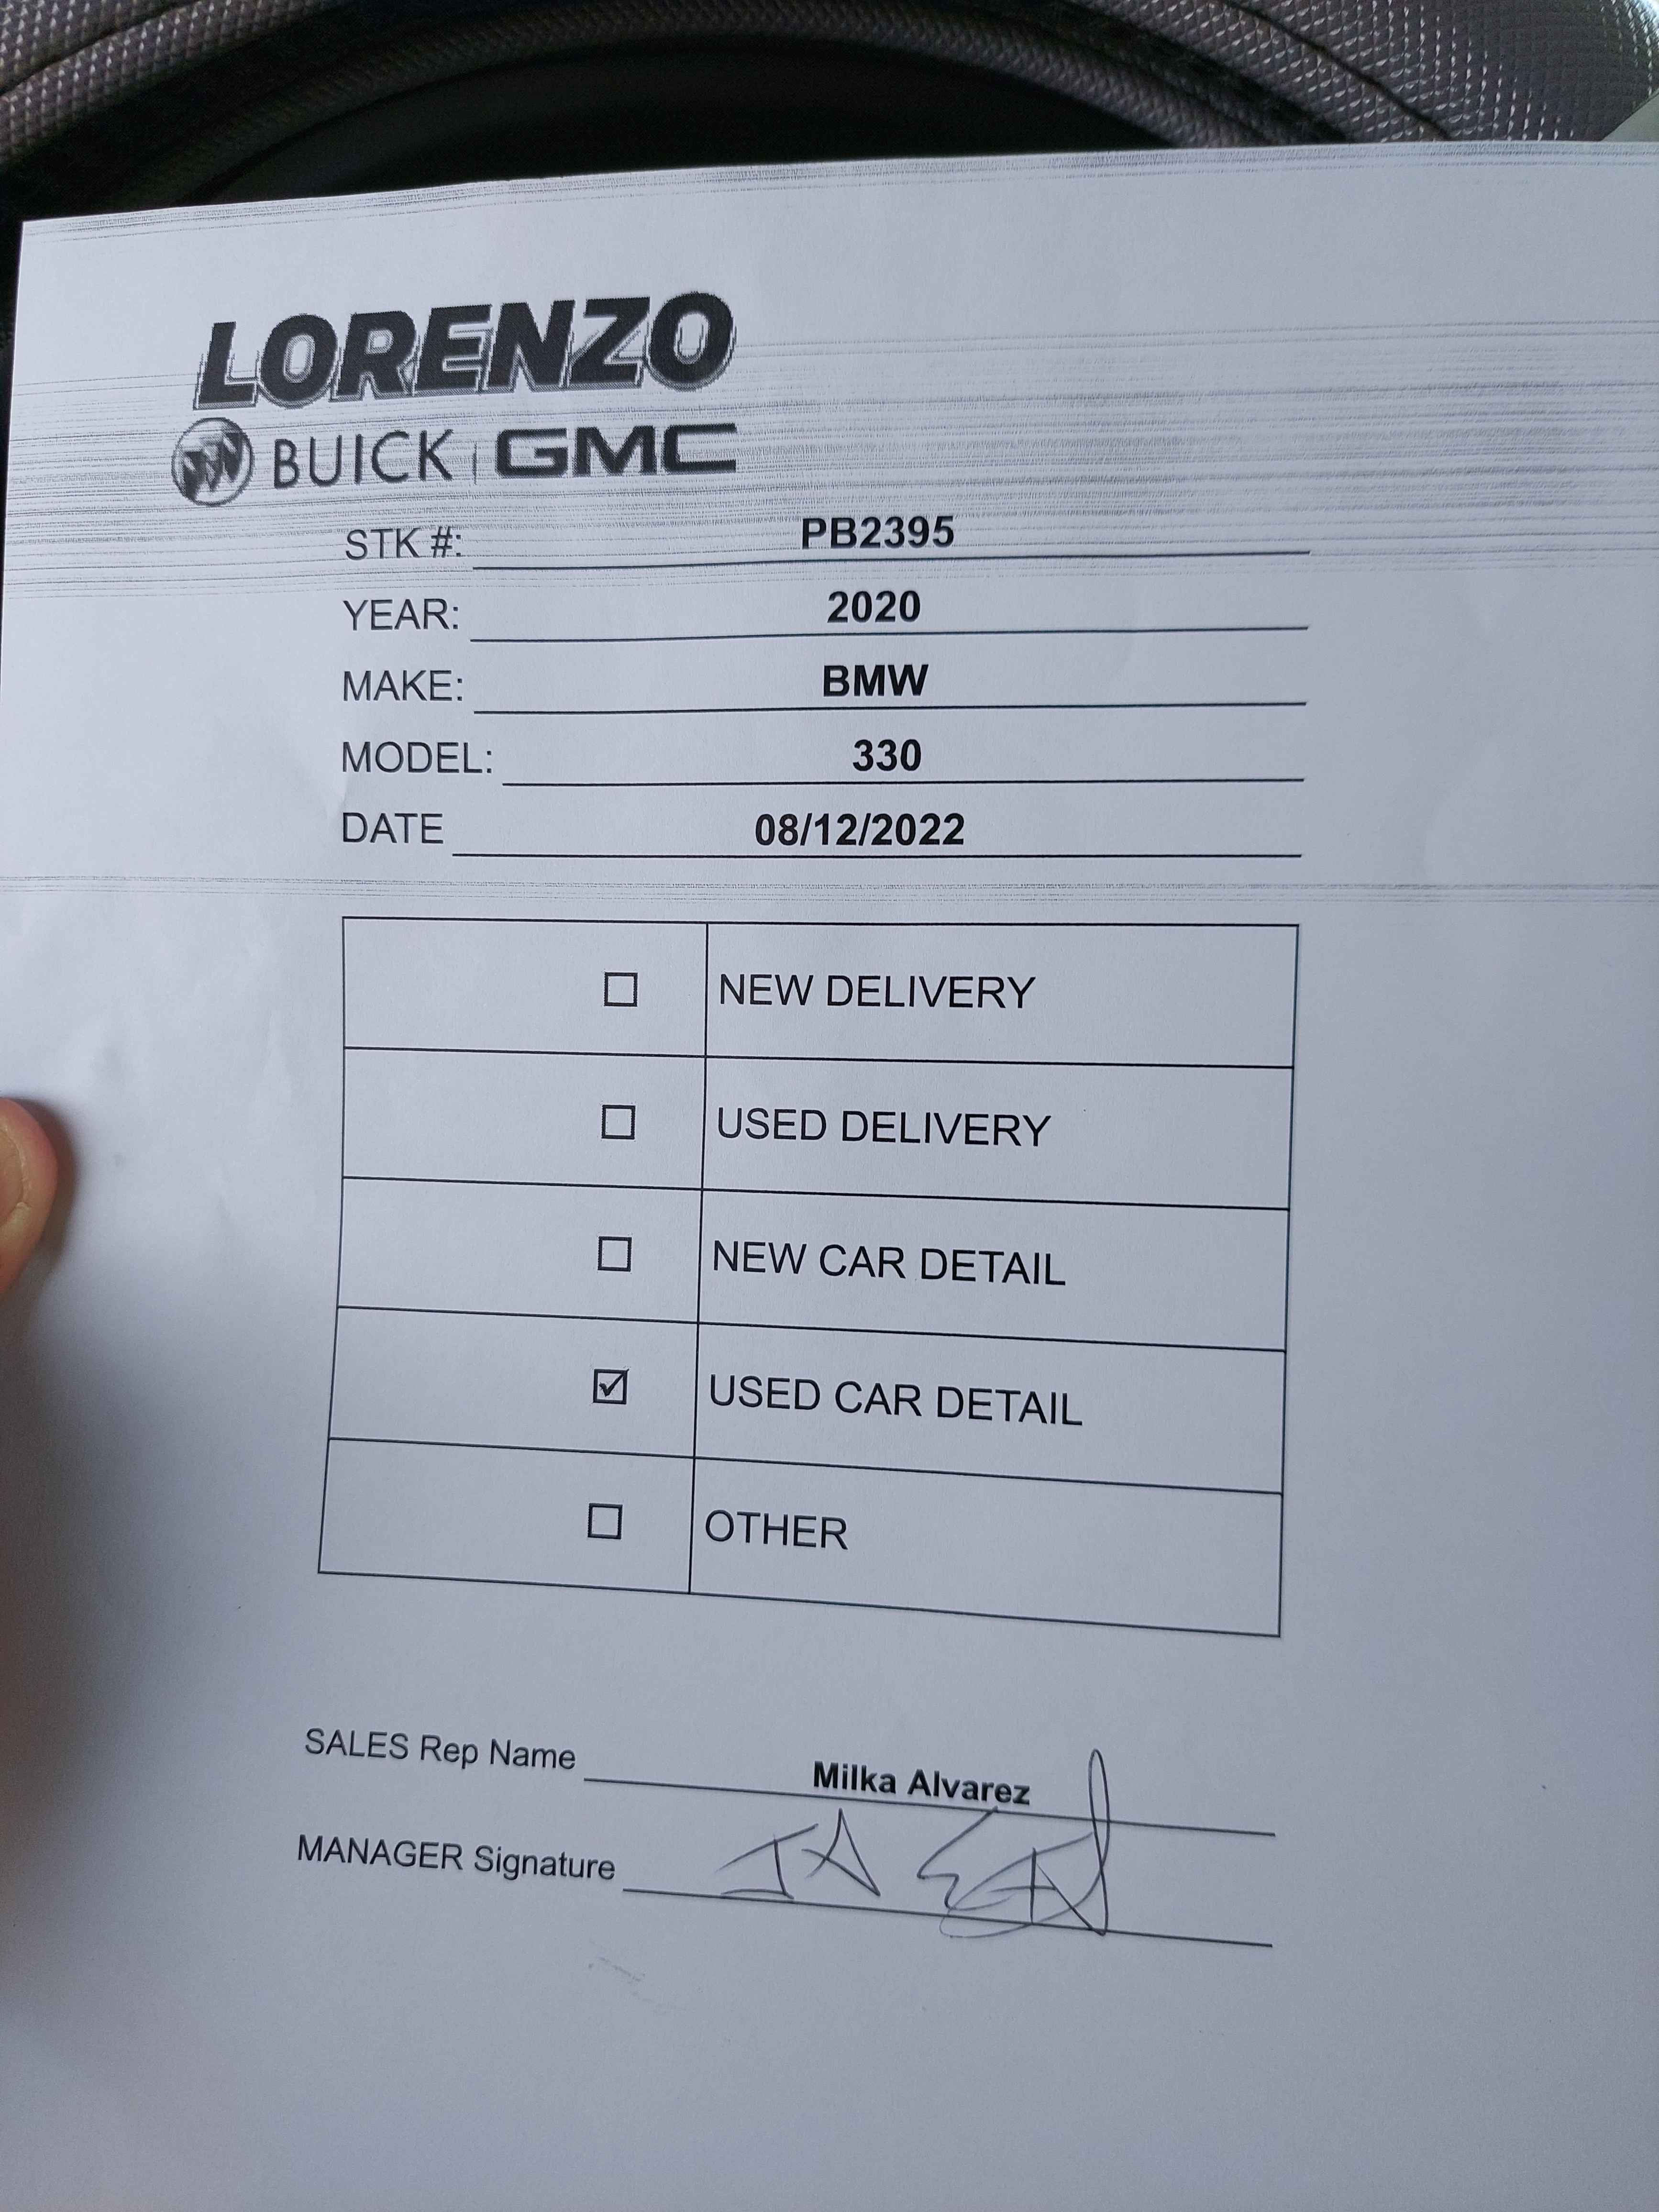 LORENZO
BUICK GMC
STK #: PB2395
YEAR: 2020
MAKE: BMW
MODEL: 330
DATE 08/12/2022
☐ NEW DELIVERY
☐ USED DELIVERY
☐ NEW CAR DETAIL
☑ USED CAR DETAIL
☐ OTHER
SALES Rep Name Milka Alvarez
MANAGER Signature